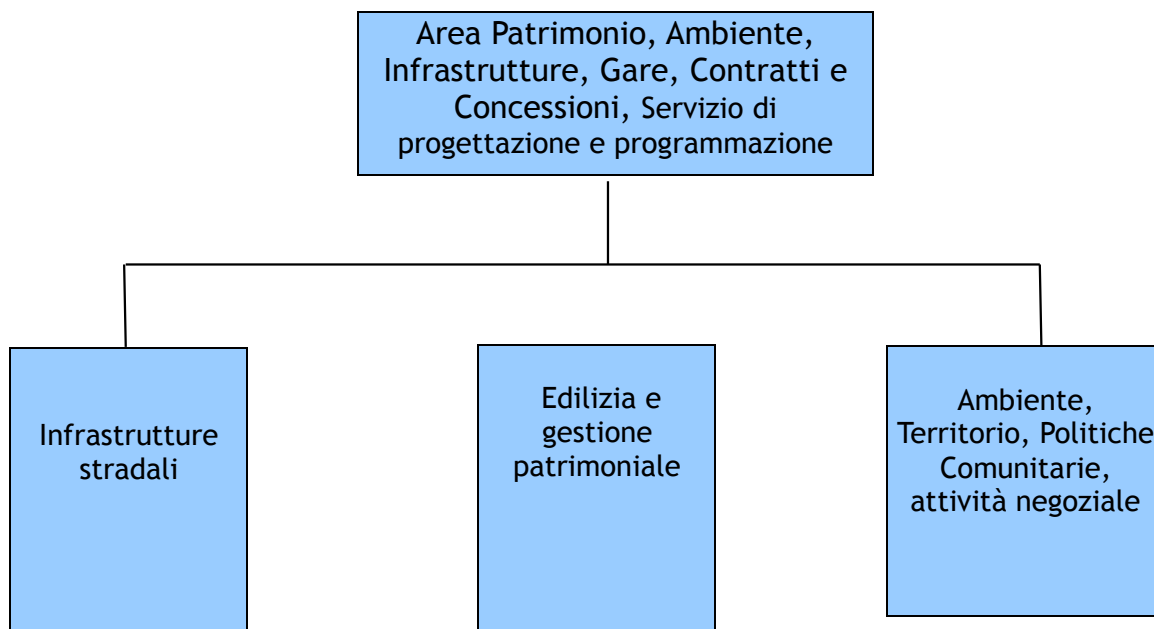 Area Patrimonio, Ambiente,
Infrastrutture, Gare, Contratti e
Concessioni, Servizio di
progettazione e programmazione
Infrastrutture
stradali
Edilizia e
gestione
patrimoniale
Ambiente,
Territorio, Politiche
Comunitarie,
attività negoziale